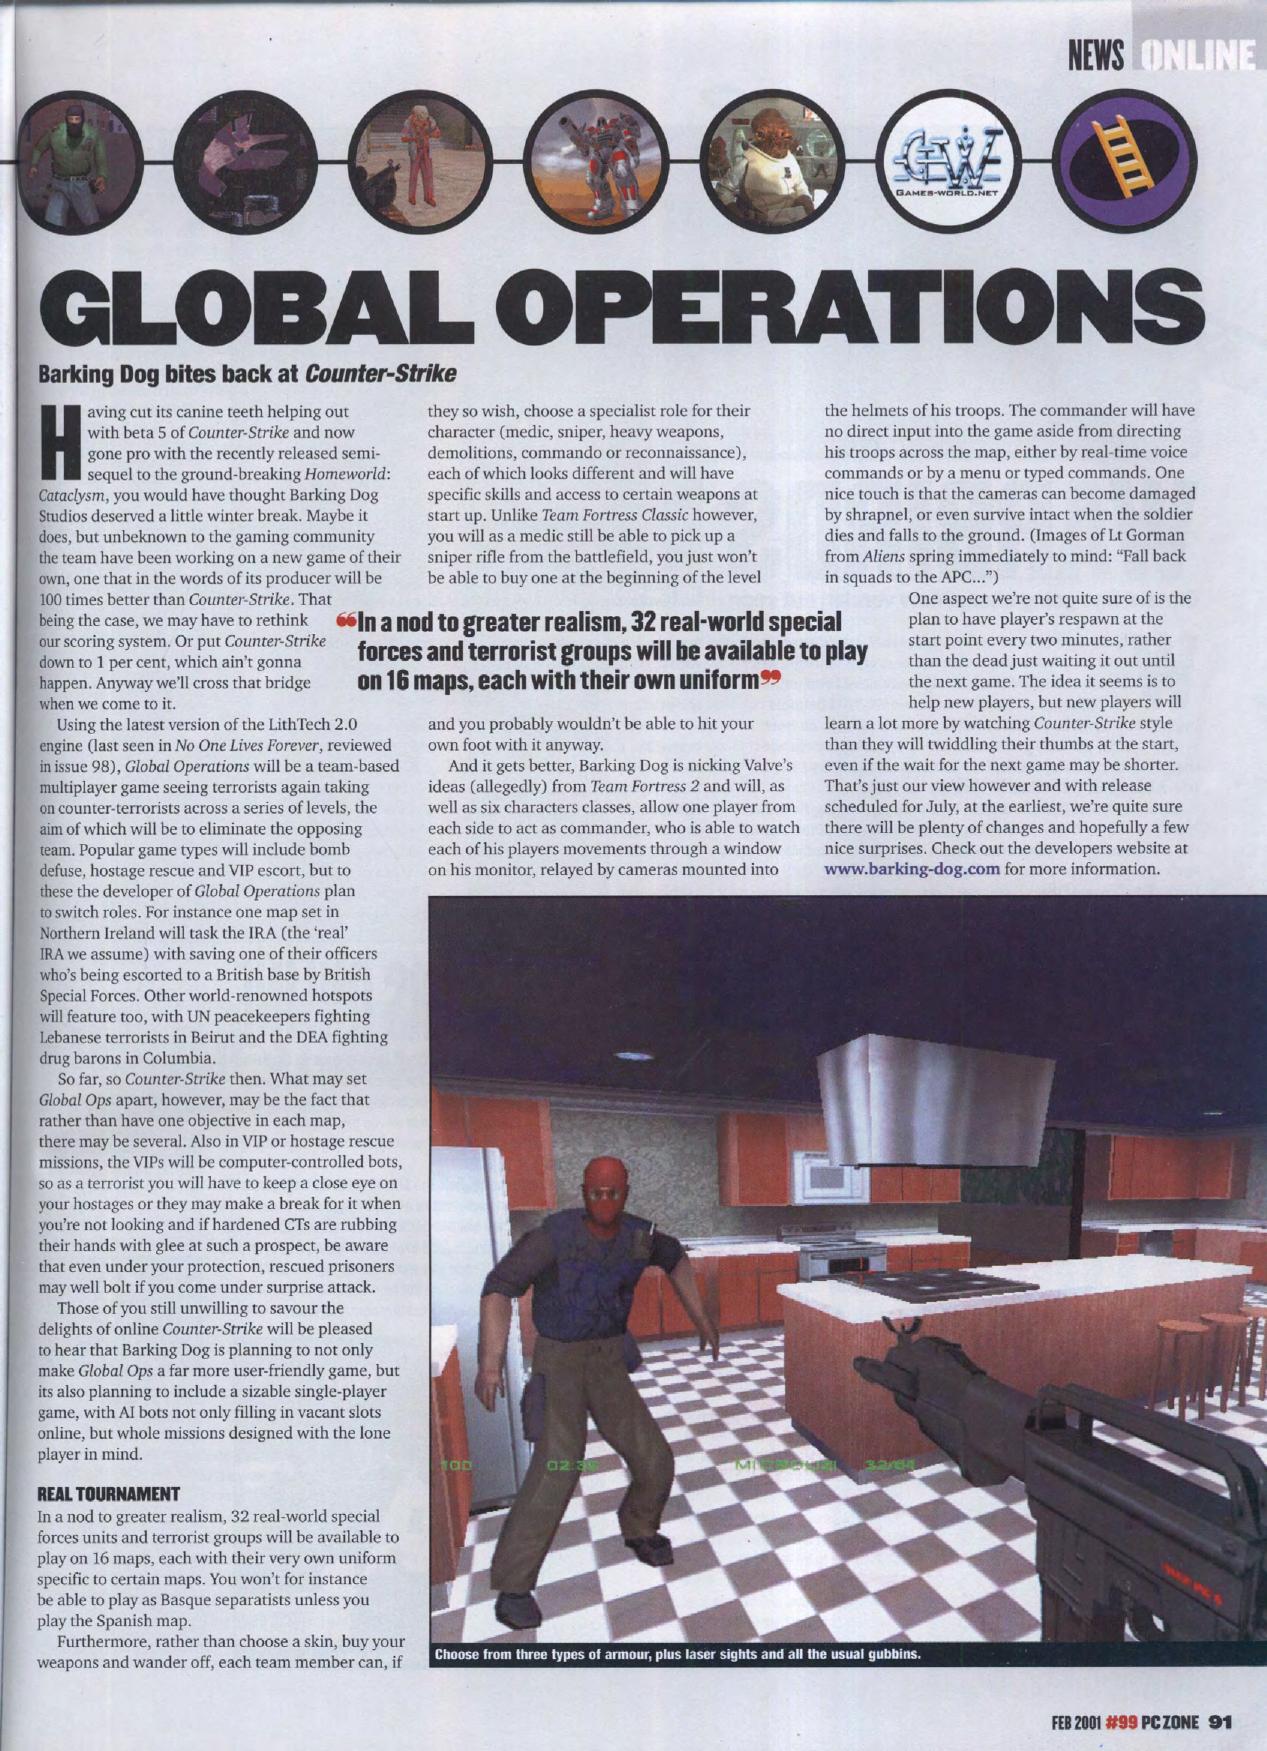 NEWS ONLINE
GW
GAMES-WORLD.NET
GLOBAL OPERATIONS
Barking Dog bites back at Counter-Strike
Having cut its canine teeth helping out
with beta 5 of Counter-Strike and now
gone pro with the recently released semi-
sequel to the ground-breaking Homeworld:
Cataclysm, you would have thought Barking Dog
Studios deserved a little winter break. Maybe it
does, but unbeknown to the gaming community
the team have been working on a new game of their
own, one that in the words of its producer will be
100 times better than Counter-Strike. That
being the case, we may have to rethink
our scoring system. Or put Counter-Strike
down to 1 per cent, which ain't gonna
happen. Anyway we'll cross that bridge
when we come to it.
Using the latest version of the LithTech 2.0
engine (last seen in No One Lives Forever, reviewed
in issue 98), Global Operations will be a team-based
multiplayer game seeing terrorists again taking
on counter-terrorists across a series of levels, the
aim of which will be to eliminate the opposing
team. Popular game types will include bomb
defuse, hostage rescue and VIP escort, but to
these the developer of Global Operations plan
to switch roles. For instance one map set in
Northern Ireland will task the IRA (the 'real'
IRA we assume) with saving one of their officers
who's being escorted to a British base by British
Special Forces. Other world-renowned hotspots
will feature too, with UN peacekeepers fighting
Lebanese terrorists in Beirut and the DEA fighting
drug barons in Columbia.
So far, so Counter-Strike then. What may set
Global Ops apart, however, may be the fact that
rather than have one objective in each map,
there may be several. Also in VIP or hostage rescue
missions, the VIPs will be computer-controlled bots,
so as a terrorist you will have to keep a close eye on
your hostages or they may make a break for it when
you're not looking and if hardened CTs are rubbing
their hands with glee at such a prospect, be aware
that even under your protection, rescued prisoners
may well bolt if you come under surprise attack.
Those of you still unwilling to savour the
delights of online Counter-Strike will be pleased
to hear that Barking Dog is planning to not only
make Global Ops a far more user-friendly game, but
its also planning to include a sizable single-player
game, with AI bots not only filling in vacant slots
online, but whole missions designed with the lone
player in mind.
REAL TOURNAMENT
In a nod to greater realism, 32 real-world special
forces units and terrorist groups will be available to
play on 16 maps, each with their very own uniform
specific to certain maps. You won't for instance
be able to play as Basque separatists unless you
play the Spanish map.
Furthermore, rather than choose a skin, buy your
weapons and wander off, each team member can, if
they so wish, choose a specialist role for their
character (medic, sniper, heavy weapons,
demolitions, commando or reconnaissance),
each of which looks different and will have
specific skills and access to certain weapons at
start up. Unlike Team Fortress Classic however,
you will as a medic still be able to pick up a
sniper rifle from the battlefield, you just won't
be able to buy one at the beginning of the level
“In a nod to greater realism, 32 real-world special
forces and terrorist groups will be available to play
on 16 maps, each with their own uniform”
and you probably wouldn't be able to hit your
own foot with it anyway.
And it gets better, Barking Dog is nicking Valve's
ideas (allegedly) from Team Fortress 2 and will, as
well as six characters classes, allow one player from
each side to act as commander, who is able to watch
each of his players movements through a window
on his monitor, relayed by cameras mounted into
the helmets of his troops. The commander will have
no direct input into the game aside from directing
his troops across the map, either by real-time voice
commands or by a menu or typed commands. One
nice touch is that the cameras can become damaged
by shrapnel, or even survive intact when the soldier
dies and falls to the ground. (Images of Lt Gorman
from Aliens spring immediately to mind: “Fall back
in squads to the APC...”)
One aspect we're not quite sure of is the
plan to have player's respawn at the
start point every two minutes, rather
than the dead just waiting it out until
the next game. The idea it seems is to
help new players, but new players will
learn a lot more by watching Counter-Strike style
than they will twiddling their thumbs at the start,
even if the wait for the next game may be shorter.
That's just our view however and with release
scheduled for July, at the earliest, we're quite sure
there will be plenty of changes and hopefully a few
nice surprises. Check out the developers website at
www.barking-dog.com for more information.
100 02:39 MICROUZI 32/64
Choose from three types of armour, plus laser sights and all the usual gubbins.
FEB 2001 #99 PC ZONE 91